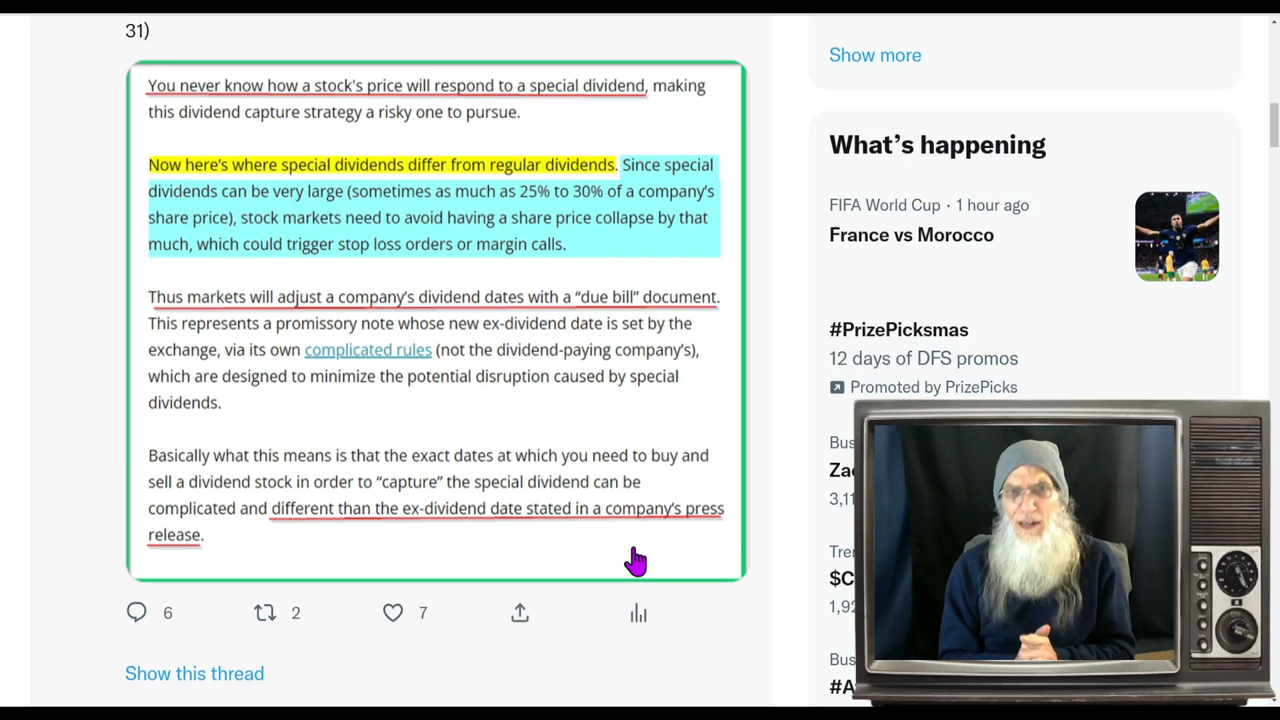 31)
You never know how a stock's price will respond to a special dividend, making
this dividend capture strategy a risky one to pursue.
Now here's where special dividends differ from regular dividends. Since special
dividends can be very large (sometimes as much as 25% to 30% of a company's
share price), stock markets need to avoid having a share price collapse by that
much, which could trigger stop loss orders or margin calls.
Thus markets will adjust a company's dividend dates with a "due bill" document.
This represents a promissory note whose new ex-dividend date is set by the
exchange, via its own complicated rules (not the dividend-paying company's),
which are designed to minimize the potential disruption caused by special
dividends.
Basically what this means is that the exact dates at which you need to buy and
sell a dividend stock in order to "capture" the special dividend can be
complicated and different than the ex-dividend date stated in a company's press
release.
6
2
7
Show this thread
Show more
What's happening
FIFA World Cup · 1 hour ago
France vs Morocco
#PrizePicksmas
12 days of DFS promos
Promoted by PrizePicks
Bus
Zac
3,11
Tren
$C
1,92
Bus
#A